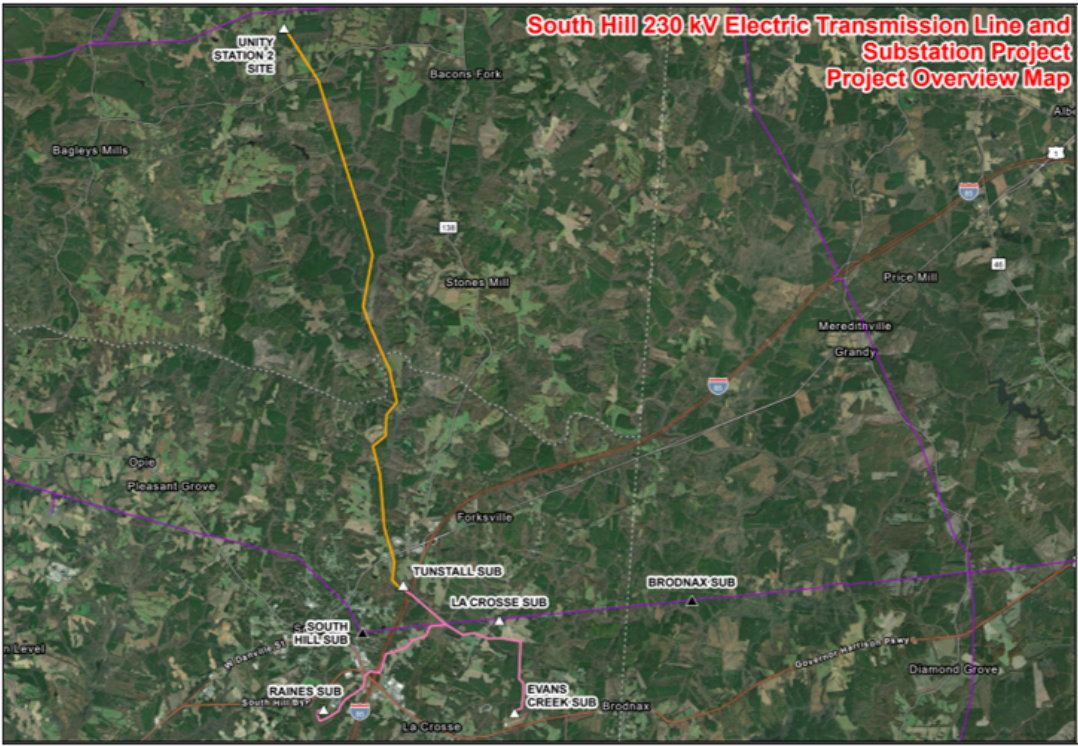 South Hill 230 kV Electric Transmission Line and
Substation Project
Project Overview Map
UNITY
STATION 2
SITE
Bacons Fork
Bagleys Mills
1
85
138
46
Stones Mill
Price Mill
Meredithville
Grandy
85
Opie
Pleasant Grove
Forksville
TUNSTALL SUB
BRODNAX SUB
LA CROSSE SUB
SOUTH
HILL SUB
n Level
W Danville St
Governor Harrison Pkwy
Diamond Grove
RAINES SUB
EVANS
CREEK SUB
South Hill
85
Brodnax
La Crosse